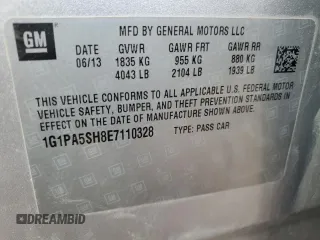 GM
MFD BY GENERAL MOTORS LLC
DATE GVWR GAWR FRT GAWR RR
06/13 1835 KG 955 KG 880 KG
4043 LB 2104 LB 1939 LB
THIS VEHICLE CONFORMS TO ALL APPLICABLE U.S. FEDERAL MOTOR
VEHICLE SAFETY, BUMPER, AND THEFT PREVENTION STANDARDS IN
EFFECT ON THE DATE OF MANUFACTURE SHOWN ABOVE.
1G1PA5SH8E7110328 TYPE: PASS CAR
1DREAMBID